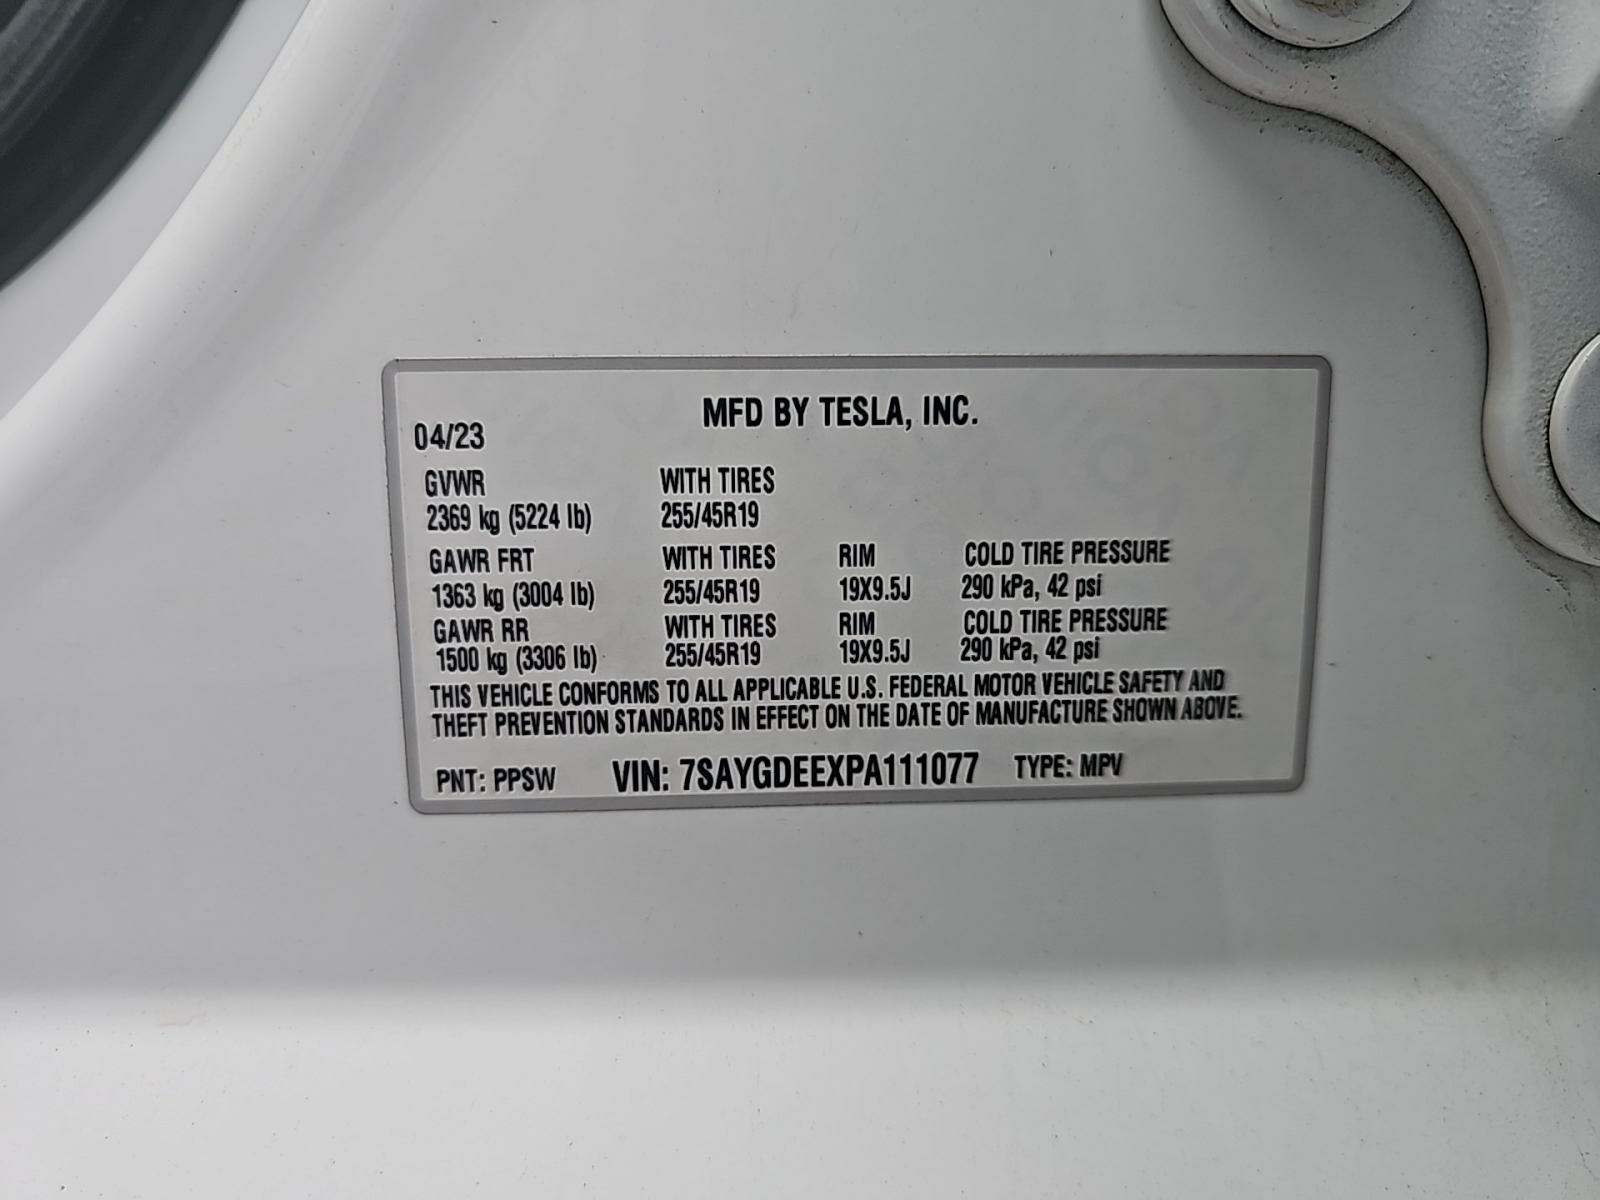 MFD BY TESLA, INC.
04/23
GVWR WITH TIRES
2369 kg (5224 lb) 255/45R19
GAWR FRT WITH TIRES RIM COLD TIRE PRESSURE
1363 kg (3004 lb) 255/45R19 19X9.5J 290 kPa, 42 psi
GAWR RR WITH TIRES RIM COLD TIRE PRESSURE
1500 kg (3306 lb) 255/45R19 19X9.5J 290 kPa, 42 psi
THIS VEHICLE CONFORMS TO ALL APPLICABLE U.S. FEDERAL MOTOR VEHICLE SAFETY AND
THEFT PREVENTION STANDARDS IN EFFECT ON THE DATE OF MANUFACTURE SHOWN ABOVE.
PNT: PPSW VIN: 7SAYGDEEXPA111077 TYPE: MPV